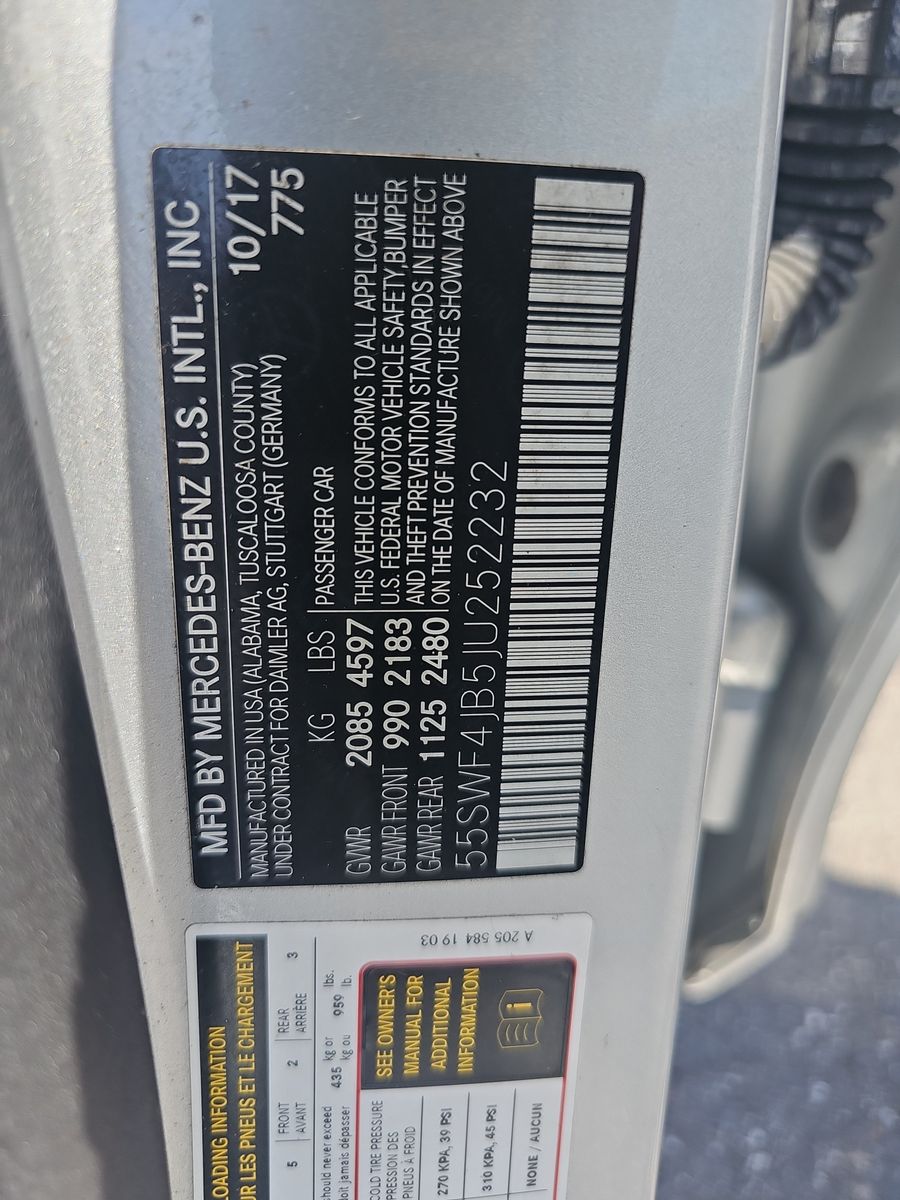 MFD BY MERCEDES-BENZ U.S. INTL., INC
MANUFACTURED IN USA (ALABAMA, TUSCALOOSA COUNTY) 10/17
UNDER CONTRACT FOR DAIMLER AG, STUTTGART (GERMANY) 775
KG LBS PASSENGER CAR
GVWR 2085 4597 THIS VEHICLE CONFORMS TO ALL APPLICABLE
GAWR FRONT 990 2183 U.S. FEDERAL MOTOR VEHICLE SAFETY, BUMPER
GAWR REAR 1125 2480 AND THEFT PREVENTION STANDARDS IN EFFECT
ON THE DATE OF MANUFACTURE SHOWN ABOVE
55SWF4JB5JU252232
LOADING INFORMATION
LES PNEUS ET LE CHARGEMENT
5 FRONT 2 REAR 3
AVANT ARRIÈRE
should never exceed 435 kg or 959 lbs.
doit jamais dépasser kg ou lb.
COLD TIRE PRESSURE
PRESSION DES
PNEUS À FROID
270 KPA, 39 PSI
310 KPA, 45 PSI
NONE / AUCUN
SEE OWNER'S
MANUAL FOR
ADDITIONAL
INFORMATION
i
A 205 584 19 03